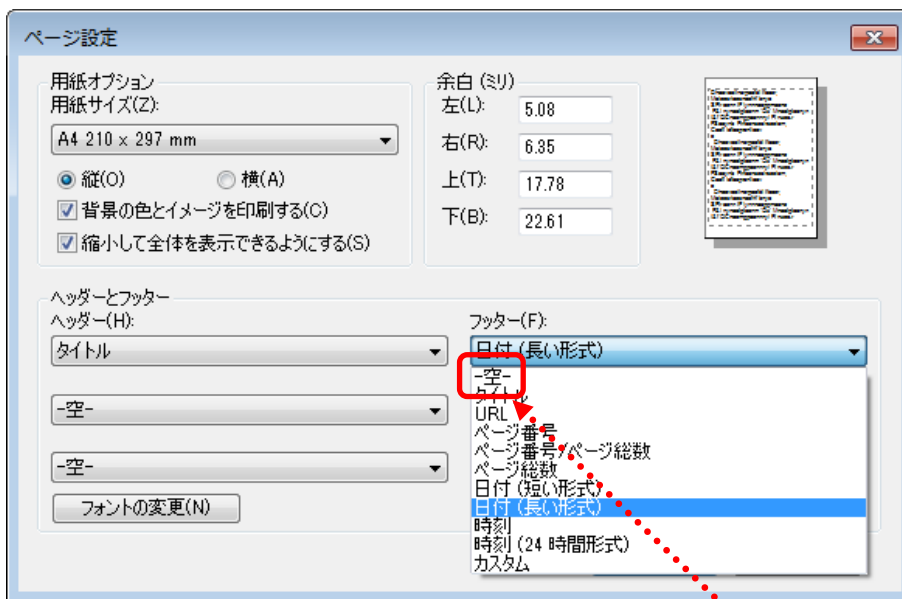 ページ設定
用紙オプション
用紙サイズ(Z):
A4 210 x 297 mm
縦(O)
横(A)
背景の色とイメージを印刷する(C)
縮小して全体を表示できるようにする(S)
余白 (ミリ)
左(L):
5.08
右(R):
6.35
上(T):
17.78
下(B):
22.61
ヘッダーとフッター
ヘッダー(H):
タイトル
-空-
-空-
フォントの変更(N)
フッター(F):
日付 (長い形式)
-空-
タイトル
URL
ページ番号
ページ番号/ページ総数
ページ総数
日付 (短い形式)
日付 (長い形式)
時刻
時刻 (24 時間形式)
カスタム